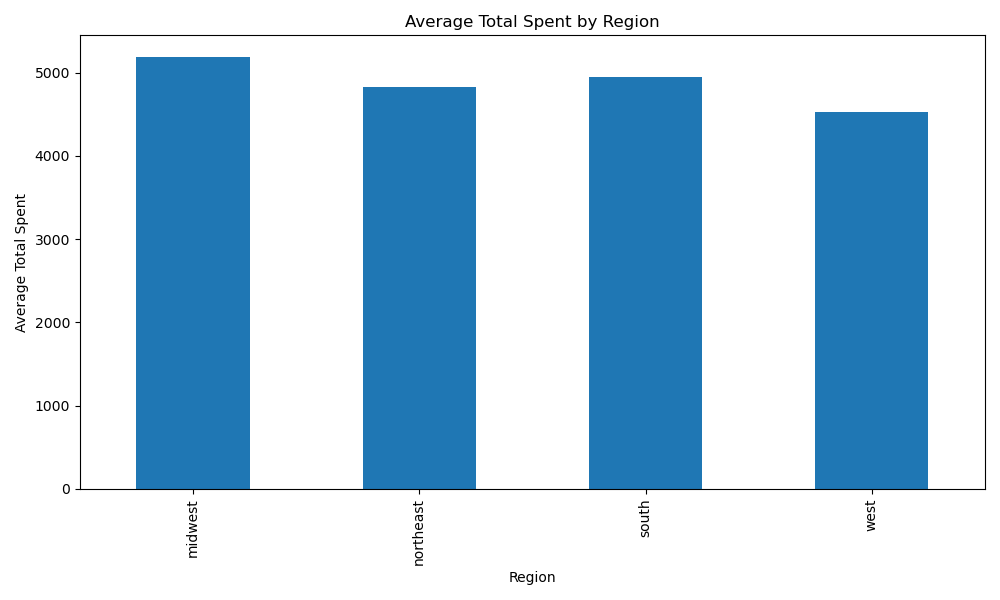 Average Total Spent by Region
Average Total Spent
5000
4000
3000
2000
1000
0
midwest
northeast
south
west
Region